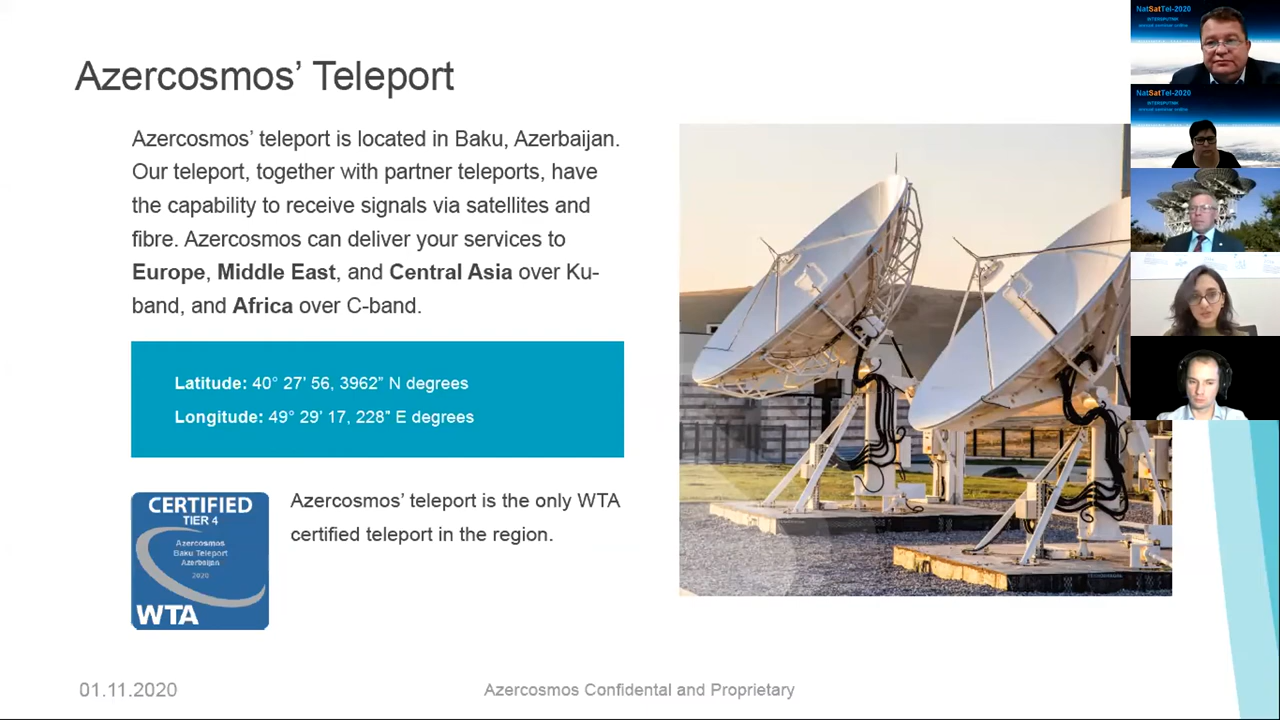 Azercosmos’ Teleport
Azercosmos’ teleport is located in Baku, Azerbaijan.
Our teleport, together with partner teleports, have
the capability to receive signals via satellites and
fibre. Azercosmos can deliver your services to
Europe, Middle East, and Central Asia over Ku-
band, and Africa over C-band.
Latitude: 40° 27’ 56, 3962” N degrees
Longitude: 49° 29’ 17, 228” E degrees
CERTIFIED
TIER 4
Azercosmos
Baku Teleport
Azerbaijan
2020
WTA
Azercosmos’ teleport is the only WTA
certified teleport in the region.
01.11.2020
Azercosmos Confidental and Proprietary
NatSatTel-2020
INTERSPUTNIK
NatSatTel-2020
INTERSPUTNIK